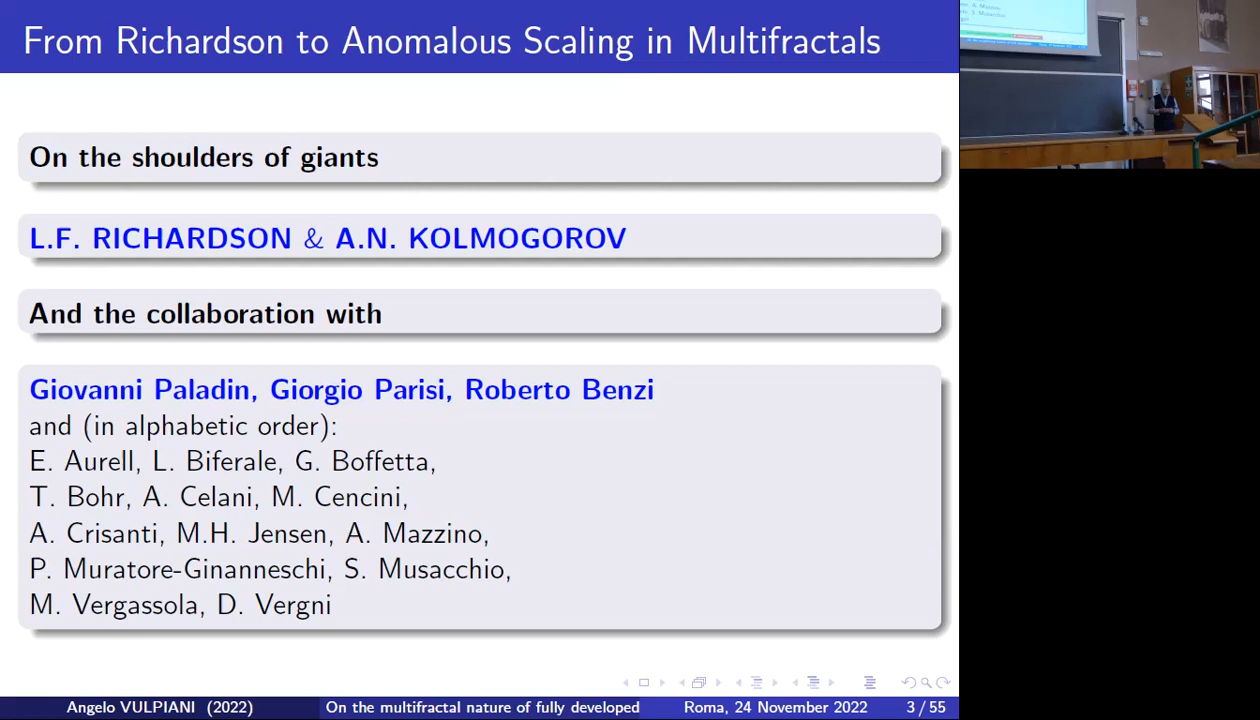 From Richardson to Anomalous Scaling in Multifractals
On the shoulders of giants
L.F. RICHARDSON & A.N. KOLMOGOROV
And the collaboration with
Giovanni Paladin, Giorgio Parisi, Roberto Benzi
and (in alphabetic order):
E. Aurell, L. Biferale, G. Boffetta,
T. Bohr, A. Celani, M. Cencini,
A. Crisanti, M.H. Jensen, A. Mazzino,
P. Muratore-Ginanneschi, S. Musacchio,
M. Vergassola, D. Vergni
Angelo VULPIANI (2022) On the multifractal nature of fully developed Roma, 24 November 2022 3 / 55